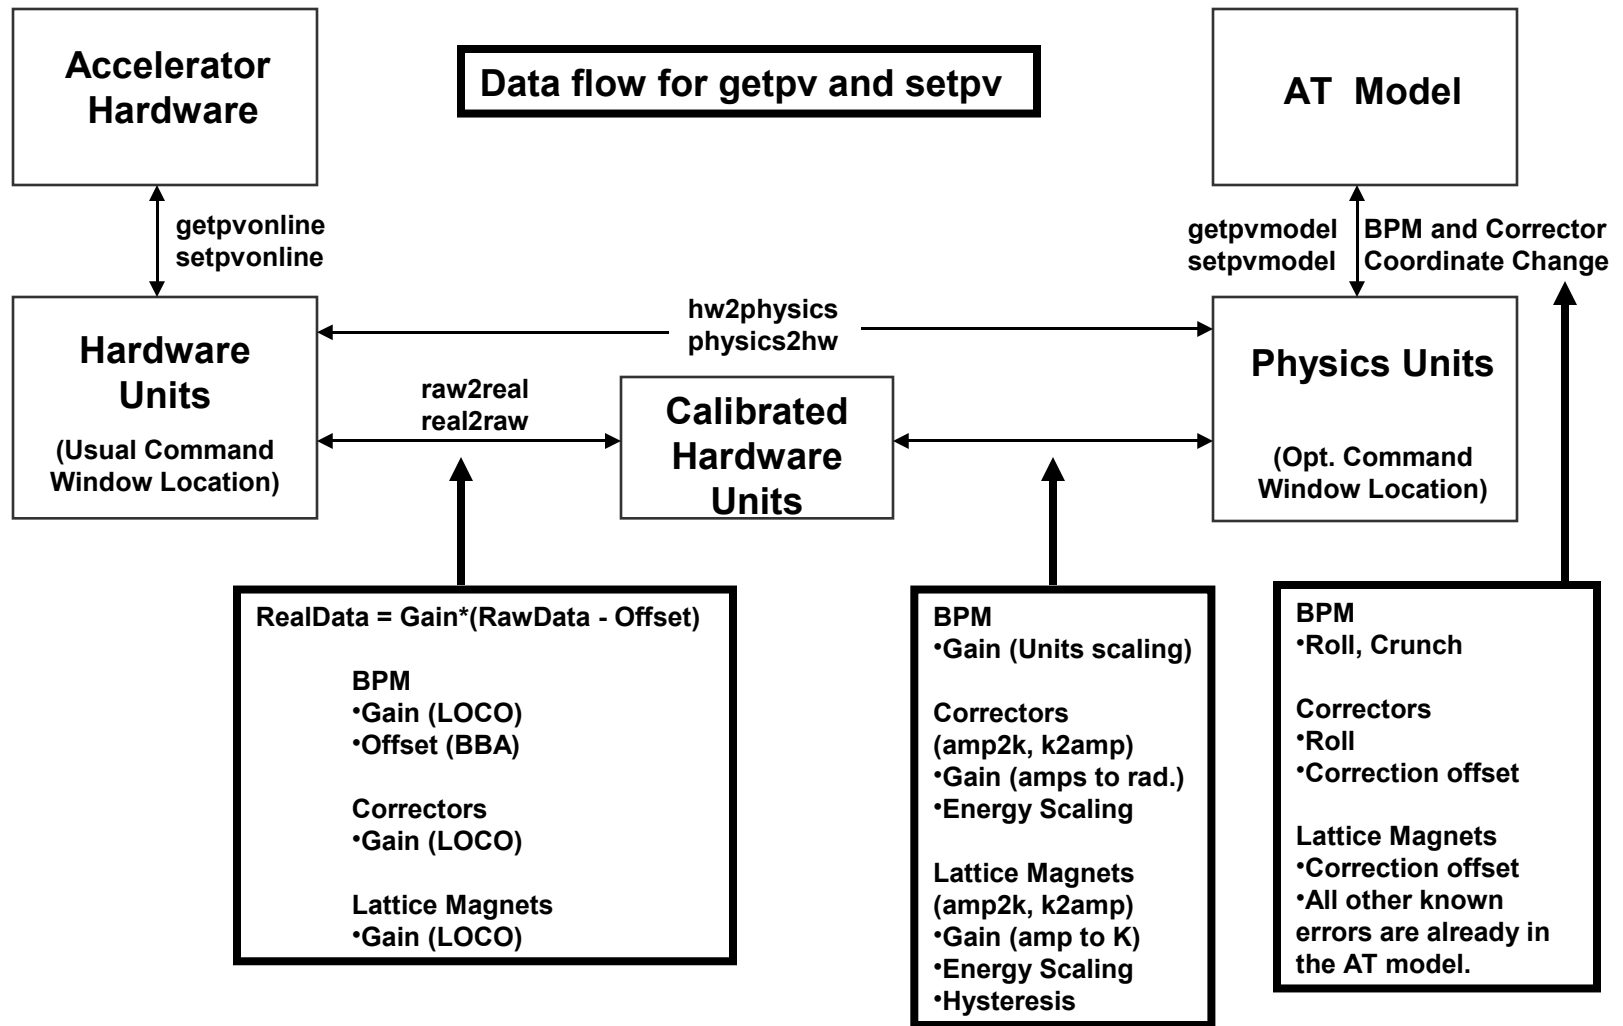 Accelerator
Hardware
Data flow for getpv and setpv
AT Model
getpvonline
setpvonline
getpvmodel
setpvmodel
BPM and Corrector
Coordinate Change
hw2physics
physics2hw
Hardware
Units
(Usual Command
Window Location)
raw2real
real2raw
Calibrated
Hardware
Units
Physics Units
(Opt. Command
Window Location)
RealData = Gain*(RawData - Offset)
BPM
•Gain (LOCO)
•Offset (BBA)
Correctors
•Gain (LOCO)
Lattice Magnets
•Gain (LOCO)
BPM
•Gain (Units scaling)
Correctors
(amp2k, k2amp)
•Gain (amps to rad.)
•Energy Scaling
Lattice Magnets
(amp2k, k2amp)
•Gain (amp to K)
•Energy Scaling
•Hysteresis
BPM
•Roll, Crunch
Correctors
•Roll
•Correction offset
Lattice Magnets
•Correction offset
•All other known
errors are already in
the AT model.